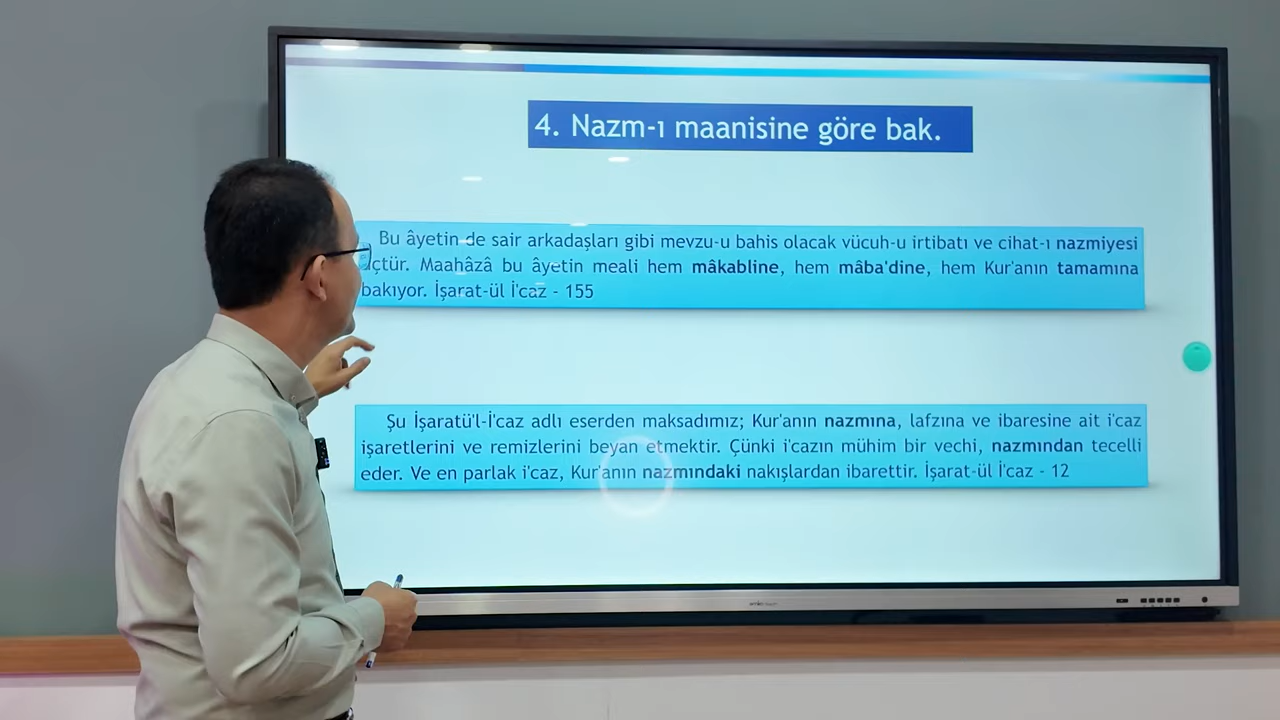 4. Nazm-ı maanisine göre bak.
Bu âyetin de sair arkadaşları gibi mevzu-u bahis olacak vücuh-u irtibatı ve cihat-ı nazmiyesi
üçtür. Maahâzâ bu âyetin meali hem mâkabline, hem mâba'dine, hem Kur'anın tamamına
bakıyor. İşarat-ül İ'caz - 155
Şu İşaratü'l-İ'caz adlı eserden maksadımız; Kur'anın nazmına, lafzına ve ibaresine ait i'caz
işaretlerini ve remizlerini beyan etmektir. Çünki i'cazın mühim bir vechi, nazmından tecelli
eder. Ve en parlak i'caz, Kur'anın nazmındaki nakışlardan ibarettir. İşarat-ül İ'caz - 12